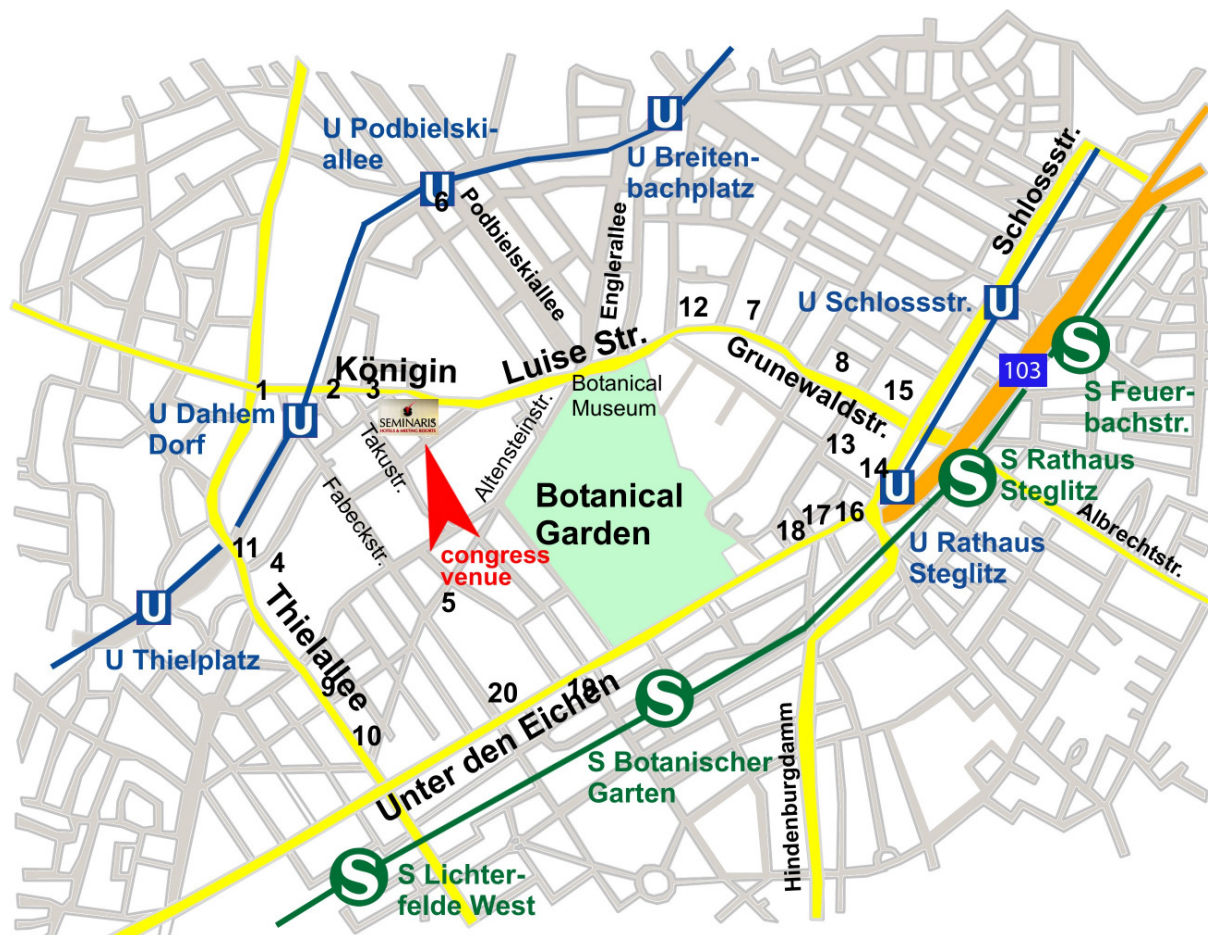 U Podbielski-
allee
U
U
U Breiten-
bachplatz
6
Podbielskiallee
Englerallee
Schlossstr.
12
7
U Schlossstr.
U
S
103
S Feuer-
bachstr.
Königin
Luise Str.
Grunewaldstr.
8
15
1
2
3
Botanical
Museum
SEMINARIS
HOTELS & MEETING RESORTS
U Dahlem
Dorf
U
Takustr.
Altensteinstr.
Fabeckstr.
13
14
U
S
S Rathaus
Steglitz
Botanical
Garden
18
17
16
U Rathaus
Steglitz
Albrechtstr.
11
4
congress
venue
5
U
U Thielplatz
Thielallee
9
10
20
19
Unter den Eichen
S
S Botanischer
Garten
Hindenburgdamm
S
S Lichter-
felde West